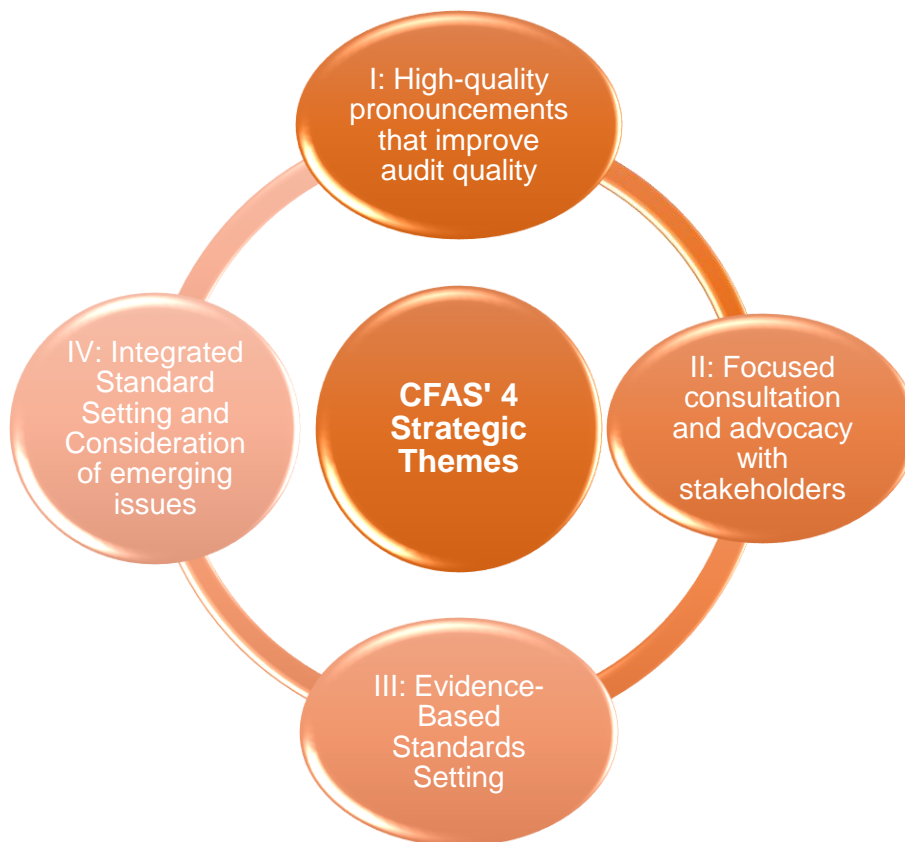 I: High-quality
pronouncements
that improve
audit quality
II: Focused
consultation
and advocacy
with
stakeholders
III: Evidence-
Based
Standards
Setting
IV: Integrated
Standard
Setting and
Consideration
of emerging
issues
CFAS' 4
Strategic
Themes